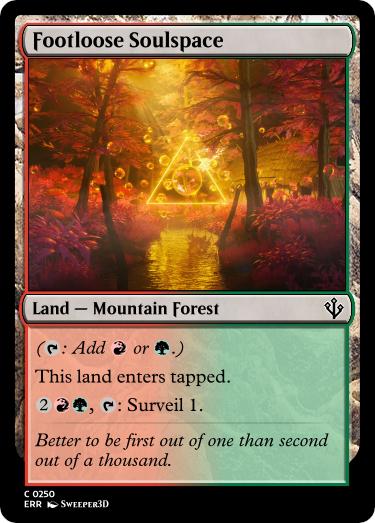 Footloose Soulspace
Land — Mountain Forest
(: Add or .)
This land enters tapped.
2, : Surveil 1.
Better to be first out of one than second
out of a thousand.
C 0250
ERR Sweeper3D